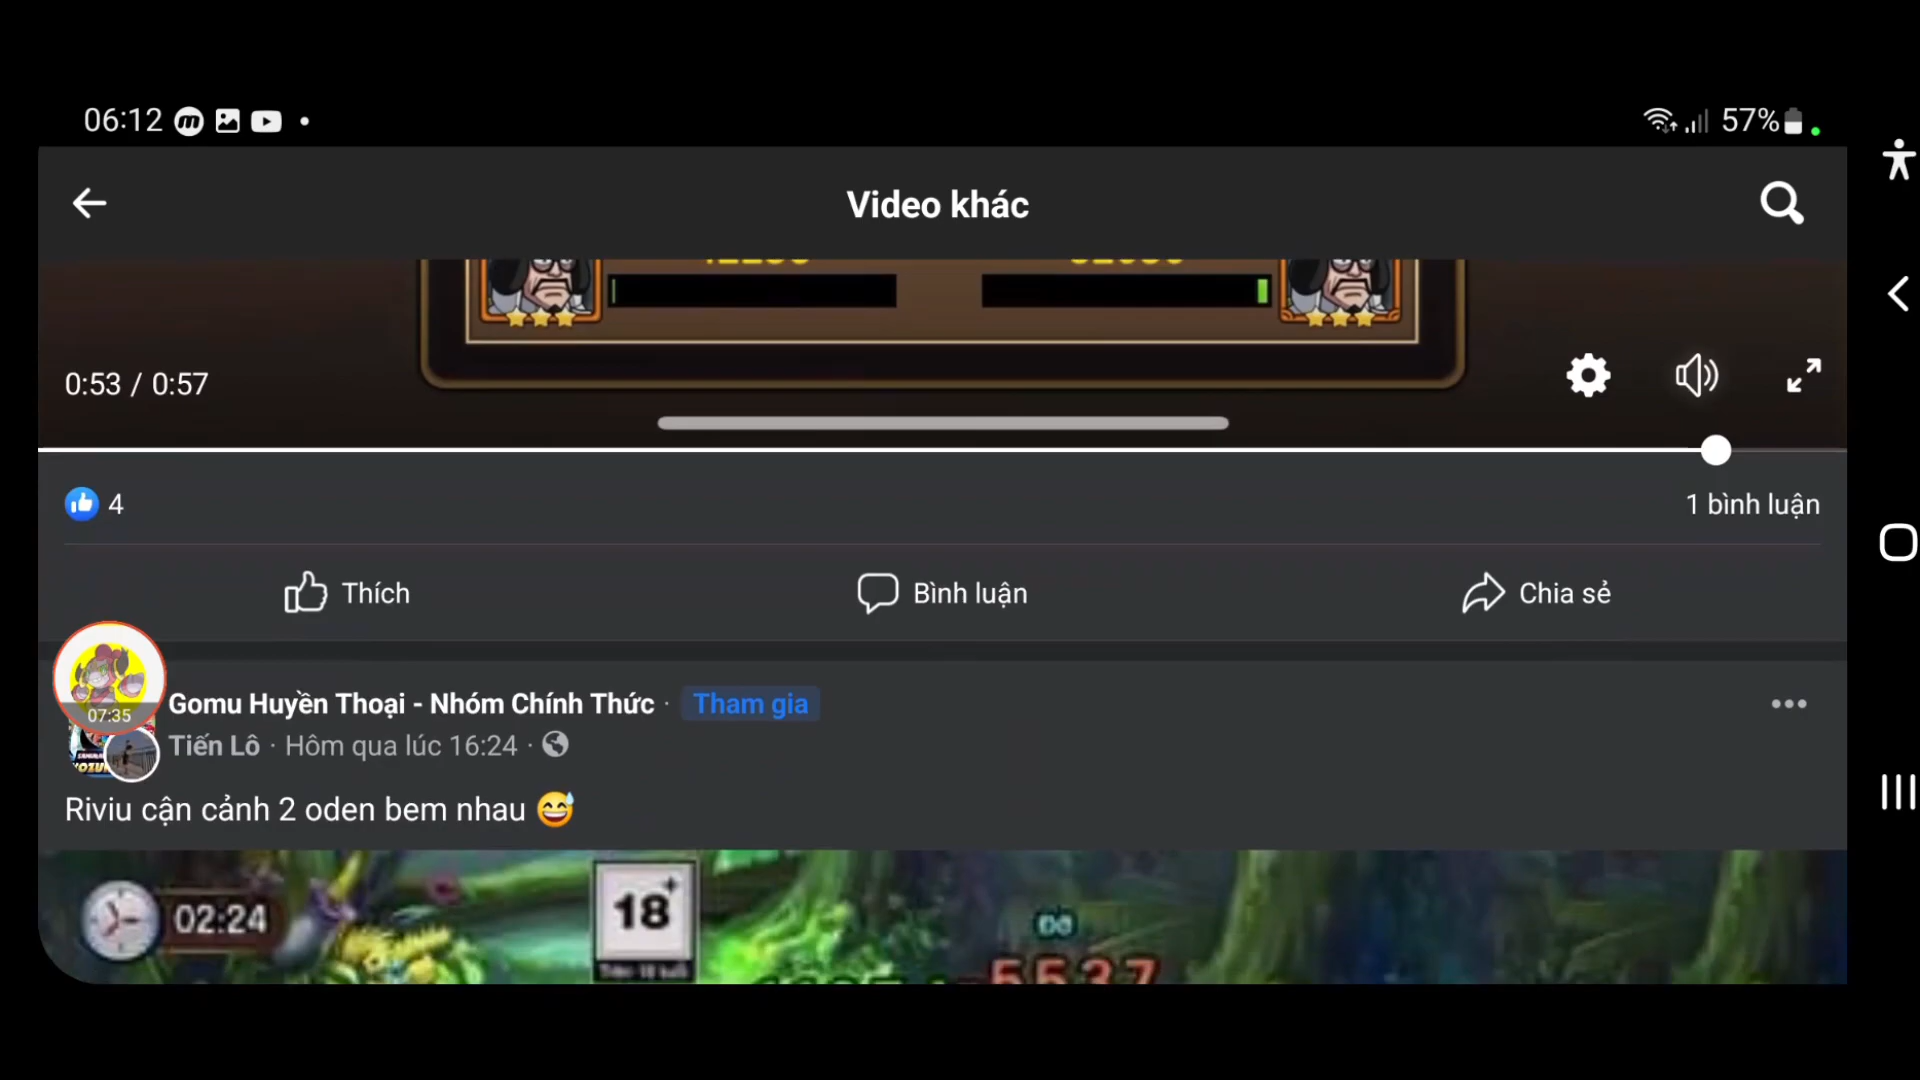 06:12
57%
Video khác
0:53 / 0:57
4
1 bình luận
Thích
Bình luận
Chia sẻ
07:35
Gomu Huyền Thoại - Nhóm Chính Thức · Tham gia
Tiến Lô · Hôm qua lúc 16:24 ·
Riviu cận cảnh 2 oden bem nhau 😅
02:24
18+
Đỡ
5537